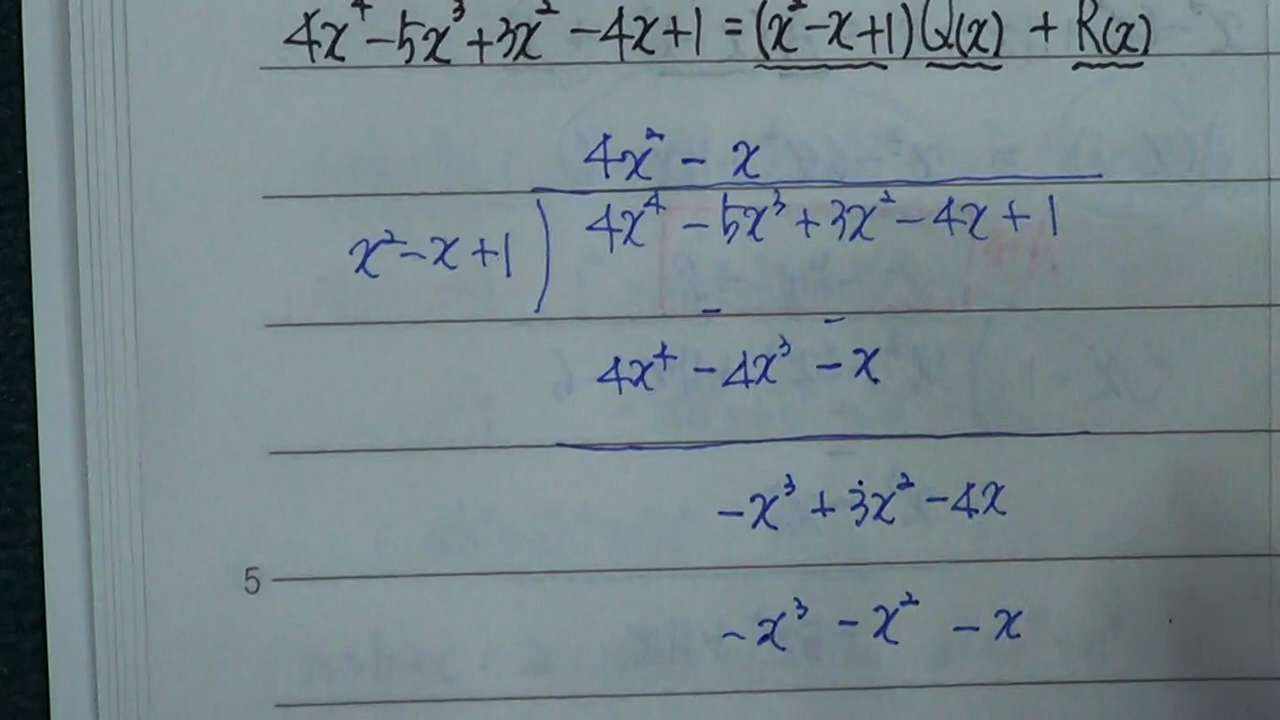 4x⁴-5x³+3x²-4x+1=(x²-x+1)Q(x)+R(x)
4x²-x
x²-x+1)4x⁴-5x³+3x²-4x+1
- -
4x⁴-4x³-x
-x³+3x²-4x
5
-x³-x²-x